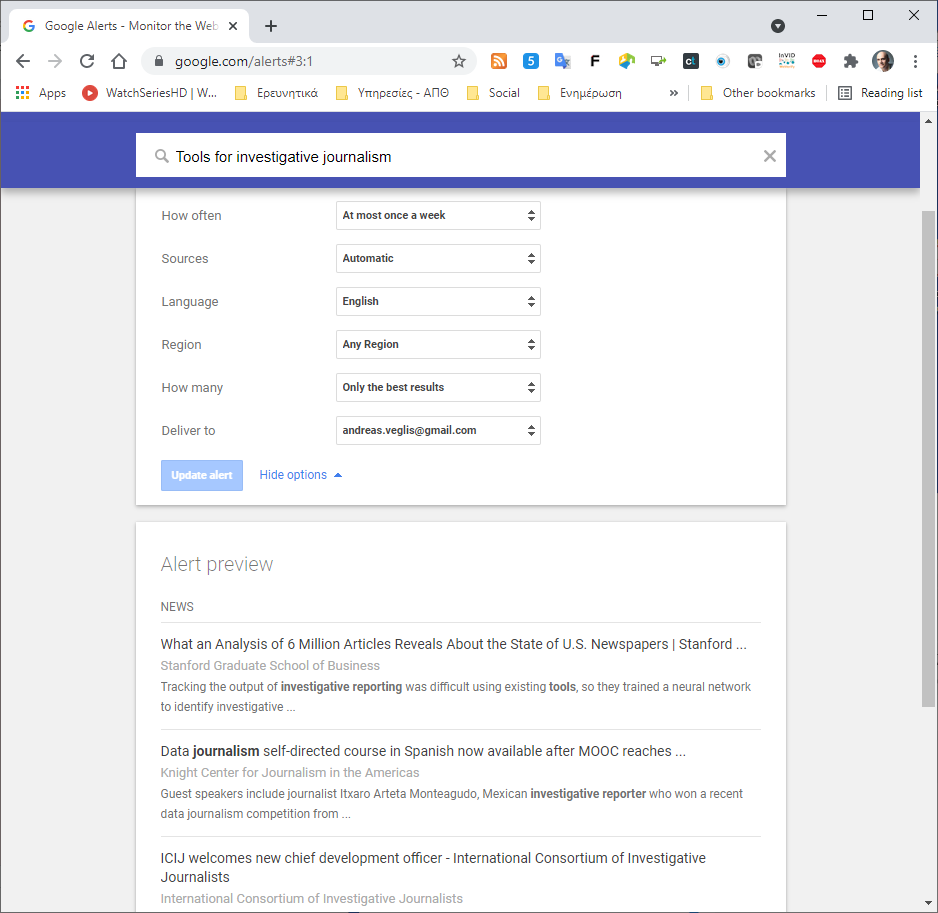 Google Alerts - Monitor the Web
google.com/alerts#3:1
Apps WatchSeriesHD | W... Ερευνητικά Υπηρεσίες - ΑΠΘ Social Ενημέρωση » Other bookmarks Reading list
Tools for investigative journalism
How often At most once a week
Sources Automatic
Language English
Region Any Region
How many Only the best results
Deliver to andreas.veglis@gmail.com
Update alert Hide options
Alert preview
NEWS
What an Analysis of 6 Million Articles Reveals About the State of U.S. Newspapers | Stanford ...
Stanford Graduate School of Business
Tracking the output of investigative reporting was difficult using existing tools, so they trained a neural network
to identify investigative ...
Data journalism self-directed course in Spanish now available after MOOC reaches ...
Knight Center for Journalism in the Americas
Guest speakers include journalist Itxaro Arteta Monteagudo, Mexican investigative reporter who won a recent
data journalism competition from ...
ICIJ welcomes new chief development officer - International Consortium of Investigative
Journalists
International Consortium of Investigative Journalists